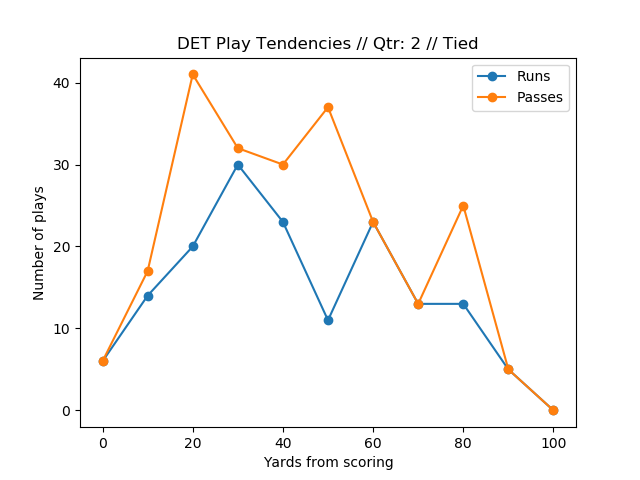 DET Play Tendencies // Qtr: 2 // Tied
Runs
Passes
Number of plays
40
30
20
10
0
0 20 40 60 80 100
Yards from scoring